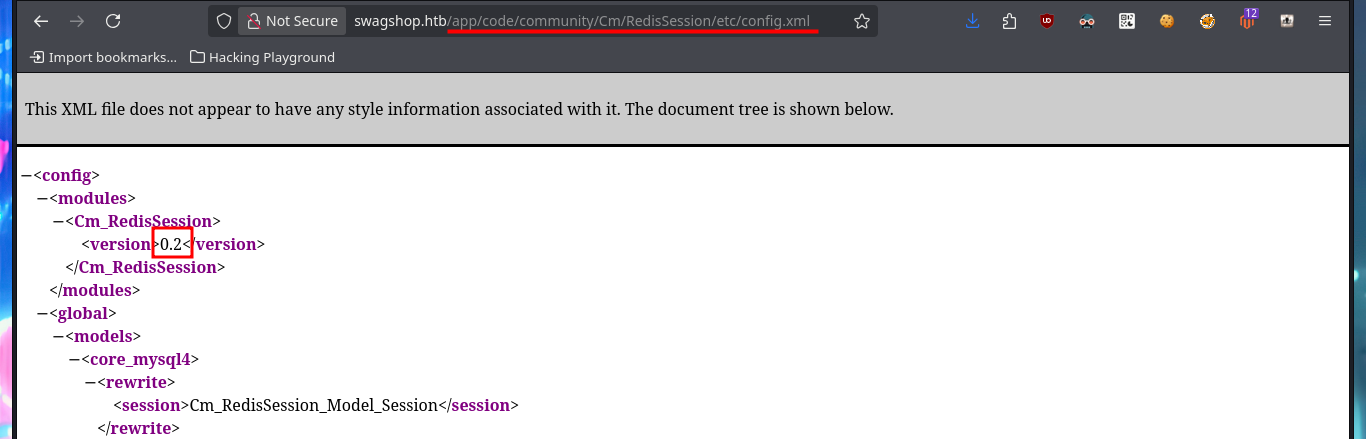 Not Secure swagshop.htb/app/code/community/Cm/RedisSession/etc/config.xml 12
Import bookmarks... Hacking Playground
This XML file does not appear to have any style information associated with it. The document tree is shown below.
−<config>
−<modules>
−<Cm_RedisSession>
<version>0.2</version>
</Cm_RedisSession>
</modules>
−<global>
−<models>
−<core_mysql4>
−<rewrite>
<session>Cm_RedisSession_Model_Session</session>
</rewrite>